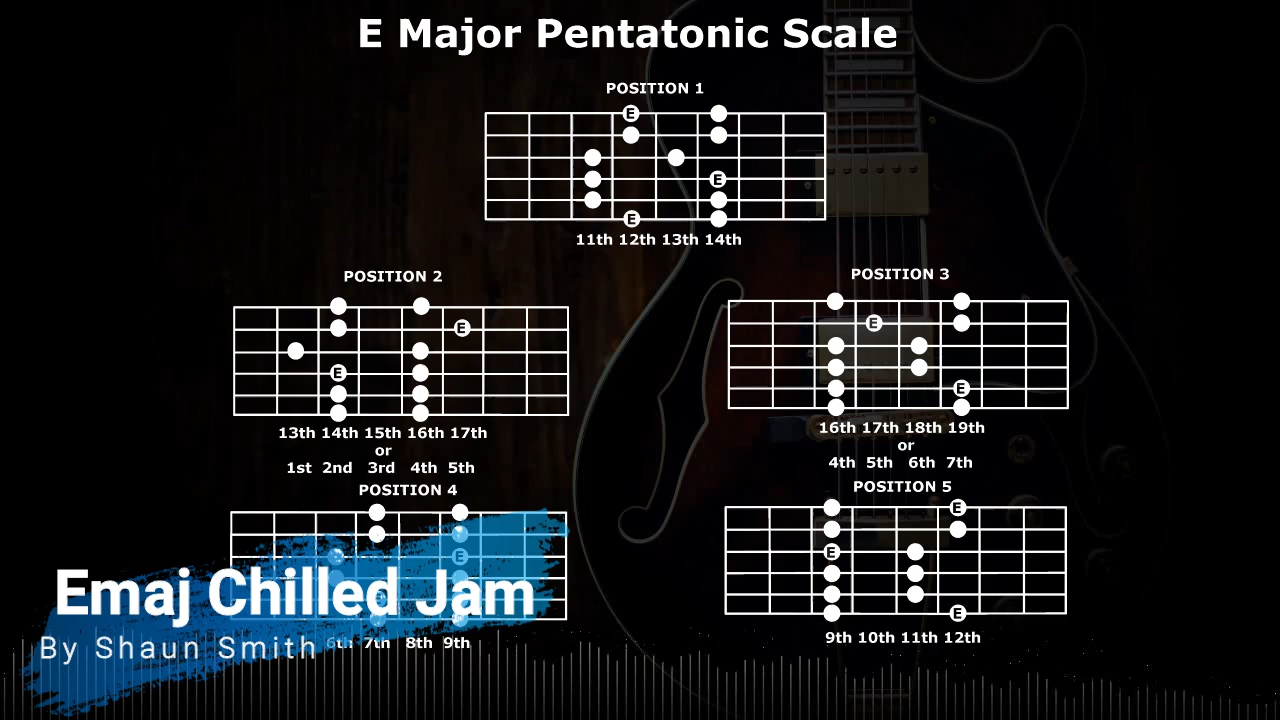 E Major Pentatonic Scale
POSITION 1
E
E
E
11th 12th 13th 14th
POSITION 2
E
E
13th 14th 15th 16th 17th
or
1st 2nd 3rd 4th 5th
POSITION 3
E
E
16th 17th 18th 19th
or
4th 5th 6th 7th
POSITION 4
E
6th 7th 8th 9th
POSITION 5
E
E
E
9th 10th 11th 12th
Emaj Chilled Jam
By Shaun Smith